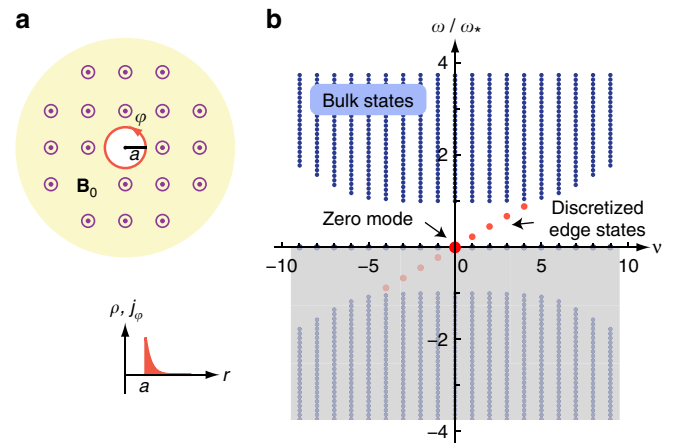 a
φ
a
B₀
ρ, jφ
a
r
b
ω / ω⋆
4
Bulk states
2
Zero mode
Discretized
edge states
−10
−5
0
5
10
ν
−2
−4